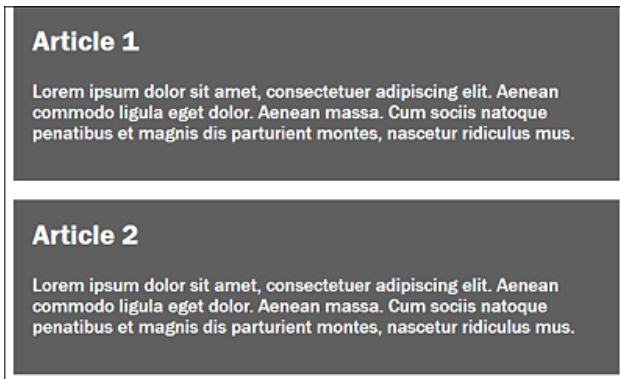 Article 1
Lorem ipsum dolor sit amet, consectetuer adipiscing elit. Aenean
commodo ligula eget dolor. Aenean massa. Cum sociis natoque
penatibus et magnis dis parturient montes, nascetur ridiculus mus.
Article 2
Lorem ipsum dolor sit amet, consectetuer adipiscing elit. Aenean
commodo ligula eget dolor. Aenean massa. Cum sociis natoque
penatibus et magnis dis parturient montes, nascetur ridiculus mus.